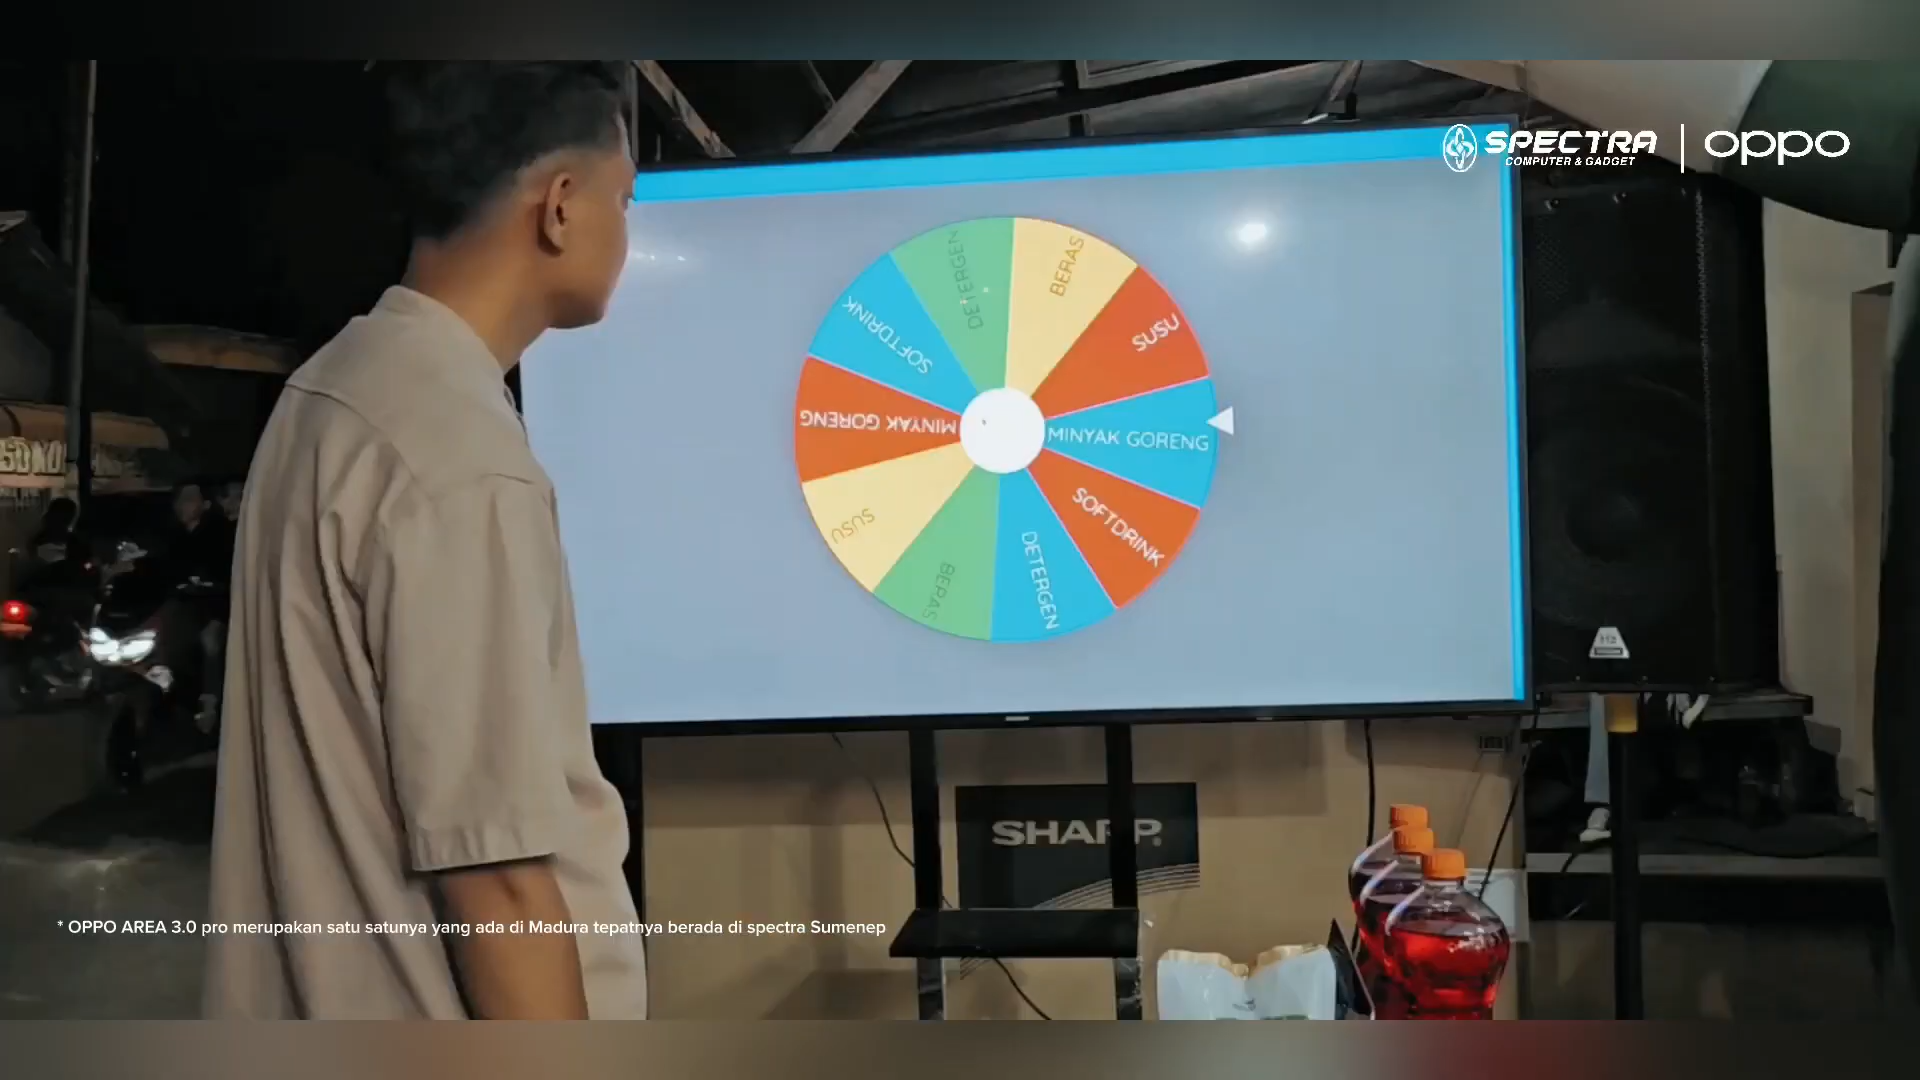 SPECTRA
COMPUTER & GADGET
oppo
DETERGEN
BERAS
SUSU
MINYAK GORENG
SOFTDRINK
DETERGEN
BERAS
SUSU
MINYAK GORENG
SOFTDRINK
SHARP
* OPPO AREA 3.0 pro merupakan satu satunya yang ada di Madura tepatnya berada di spectra Sumenep